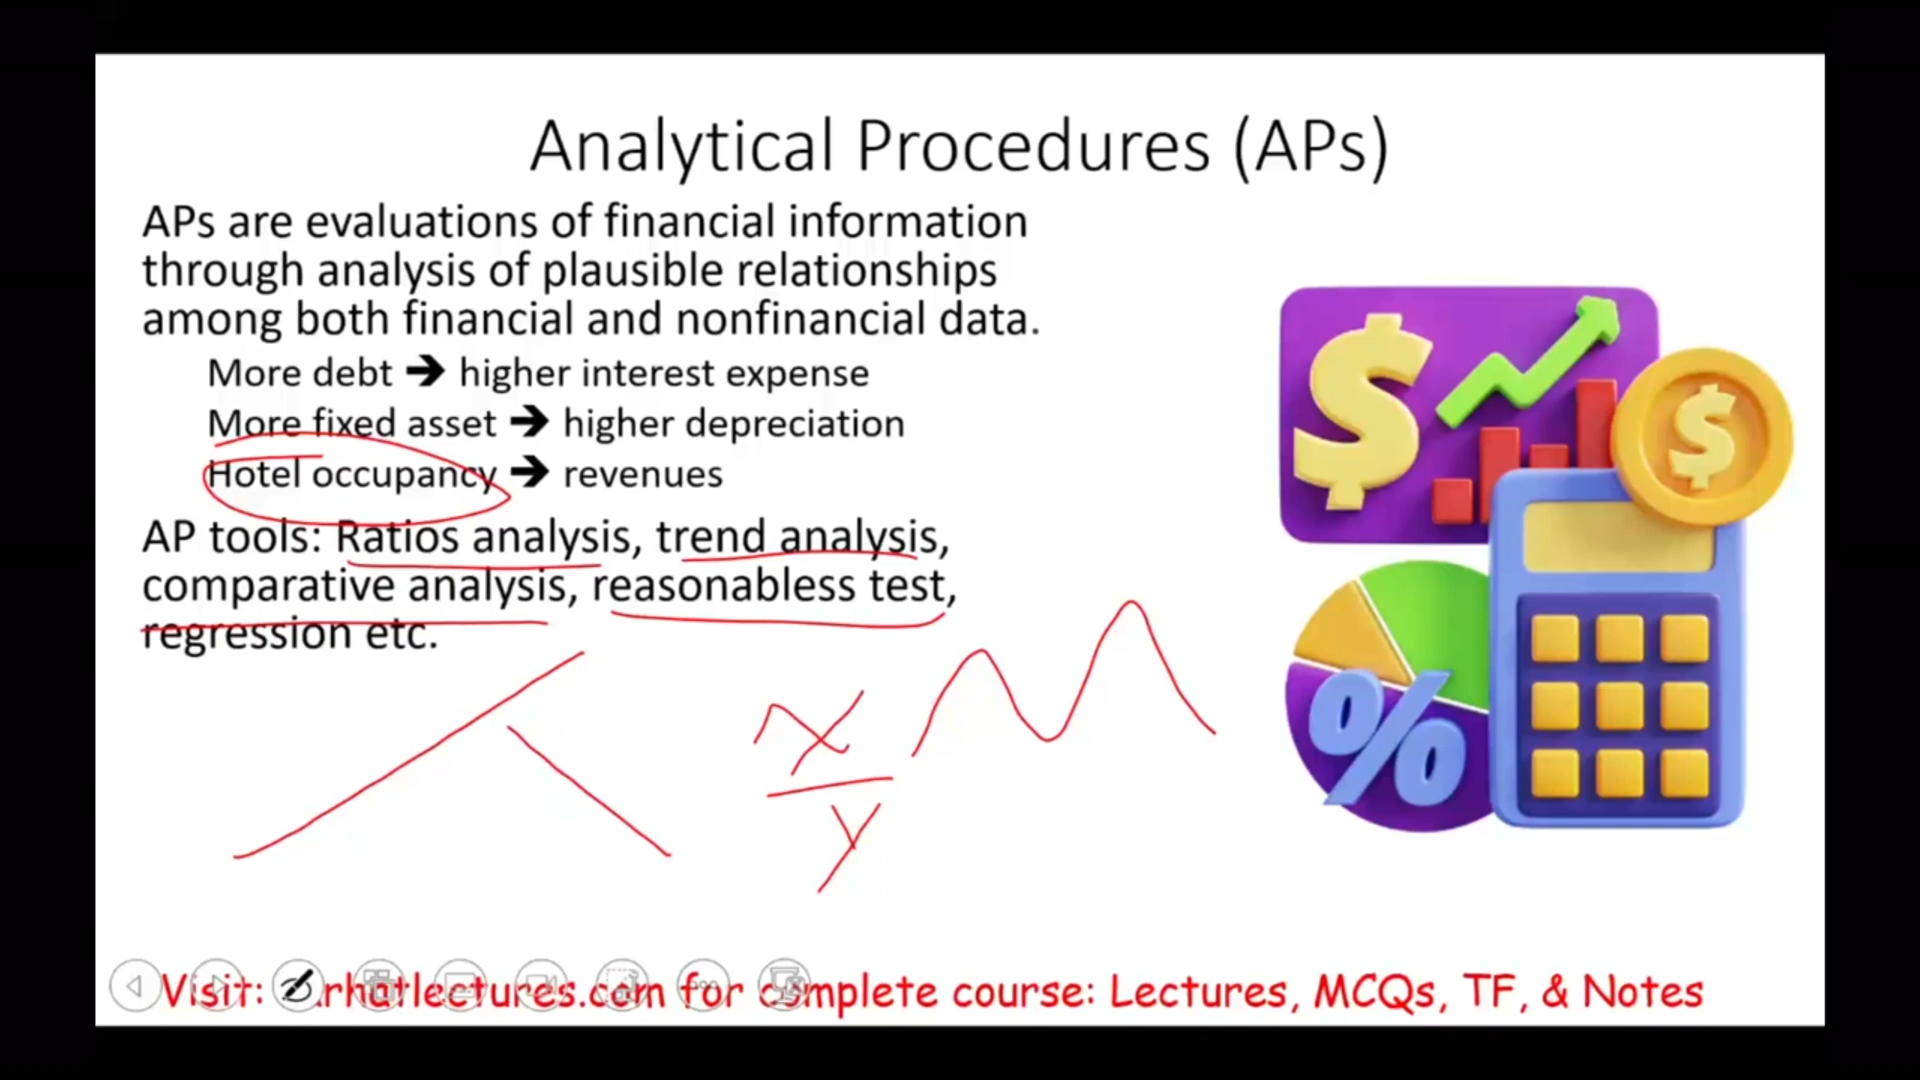 Analytical Procedures (APs)
APs are evaluations of financial information
through analysis of plausible relationships
among both financial and nonfinancial data.
More debt ➔ higher interest expense
More fixed asset ➔ higher depreciation
Hotel occupancy ➔ revenues
AP tools: Ratios analysis, trend analysis,
comparative analysis, reasonabless test,
regression etc.
x
y
$
$
%
Visit: for complete course: Lectures, MCQs, TF, & Notes